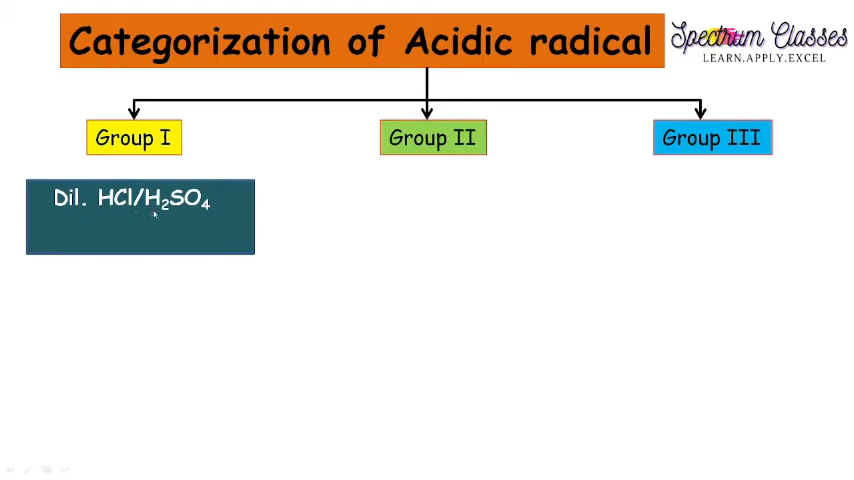 Categorization of Acidic radical
Spectrum Classes
LEARN.APPLY.EXCEL
Group I
Group II
Group III
Dil. HCl/H₂SO₄